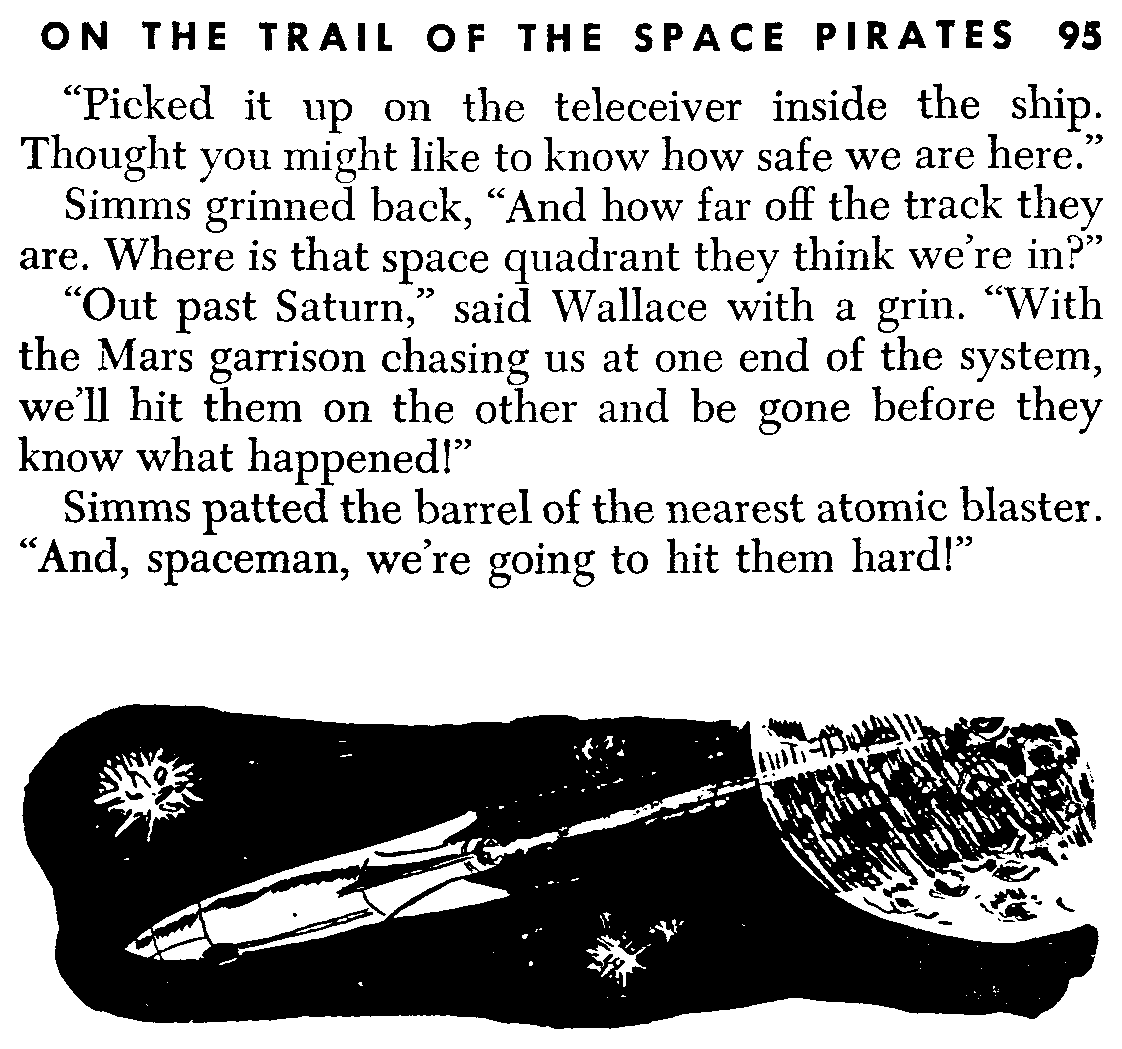 ON THE TRAIL OF THE SPACE PIRATES 95
“Picked it up on the teleceiver inside the ship.
Thought you might like to know how safe we are here.”
Simms grinned back, “And how far off the track they
are. Where is that space quadrant they think we’re in?”
“Out past Saturn,” said Wallace with a grin. “With
the Mars garrison chasing us at one end of the system,
we’ll hit them on the other and be gone before they
know what happened!”
Simms patted the barrel of the nearest atomic blaster.
“And, spaceman, we’re going to hit them hard!”